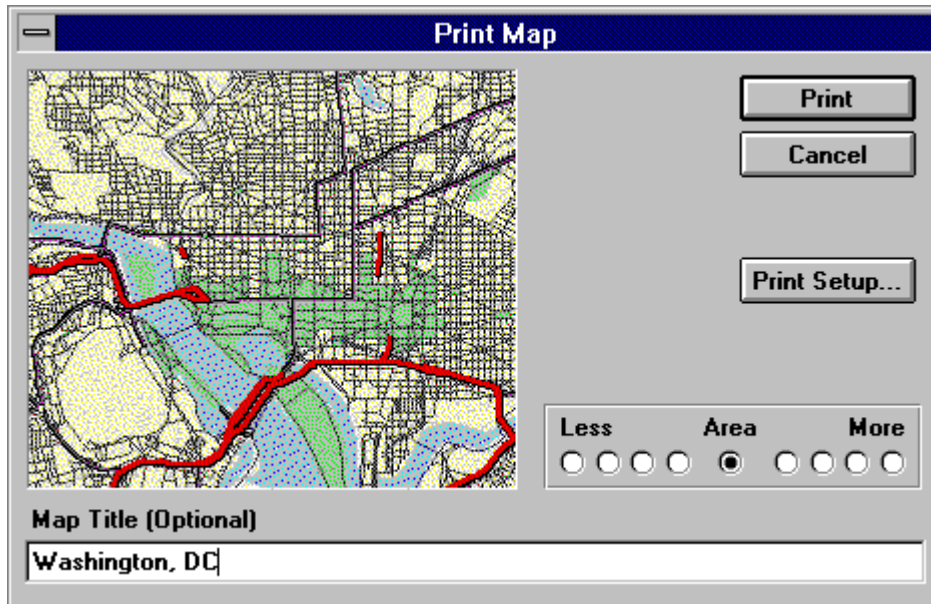 Print Map
Print
Cancel
Print Setup...
Less Area More
Map Title (Optional)
Washington, DC